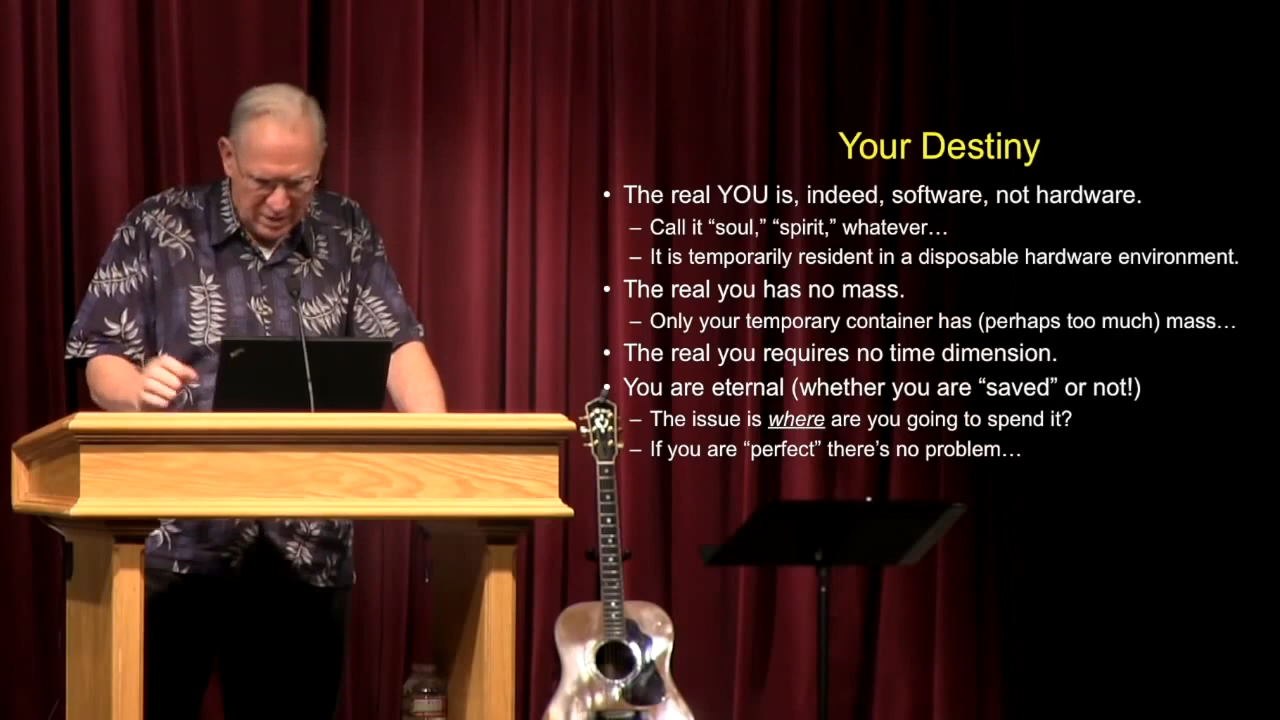 Your Destiny
• The real YOU is, indeed, software, not hardware.
– Call it “soul,” “spirit,” whatever…
– It is temporarily resident in a disposable hardware environment.
• The real you has no mass.
– Only your temporary container has (perhaps too much) mass…
• The real you requires no time dimension.
• You are eternal (whether you are “saved” or not!)
– The issue is where are you going to spend it?
– If you are “perfect” there’s no problem…